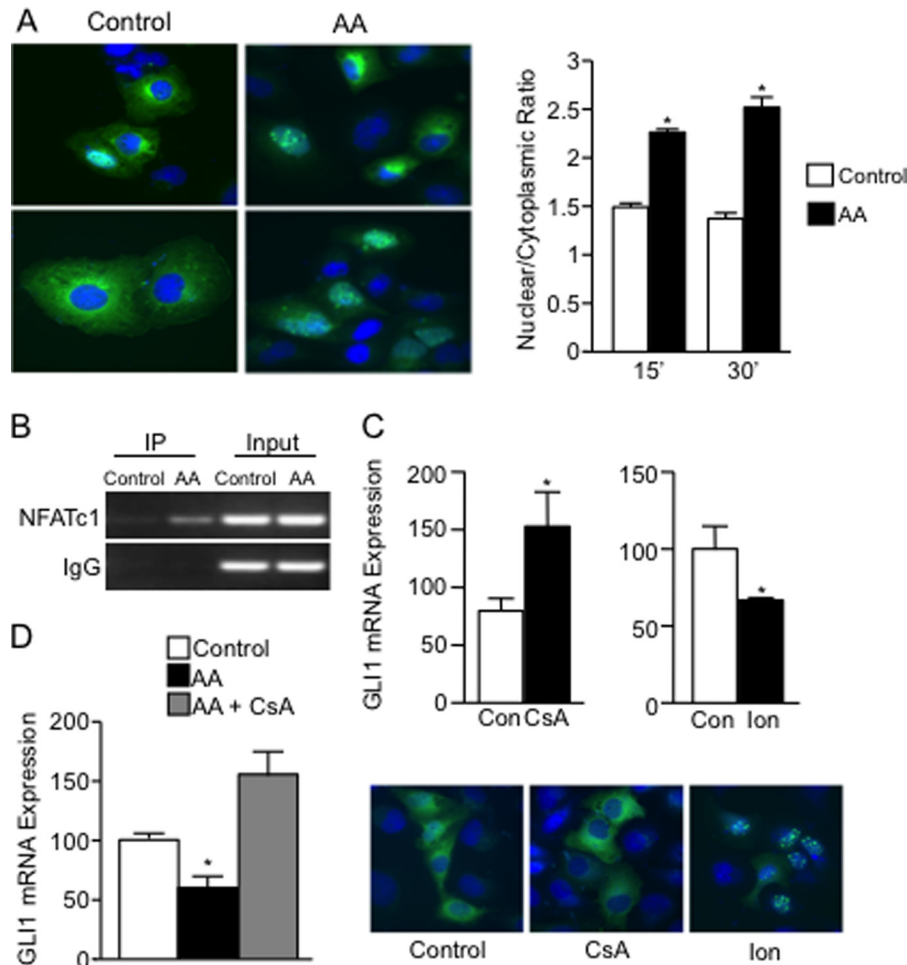 A
Control
AA
Nuclear/Cytoplasmic Ratio
3
2.5
2
1.5
1
0.5
0
*
*
15’
30’
Control
AA
B
IP
Input
Control
AA
Control
AA
NFATc1
IgG
C
GLI1 mRNA Expression
200
150
100
50
0
*
Con
CsA
150
100
50
0
*
Con
Ion
D
Control
AA
AA + CsA
GLI1 mRNA Expression
200
150
100
50
0
*
Control
CsA
Ion